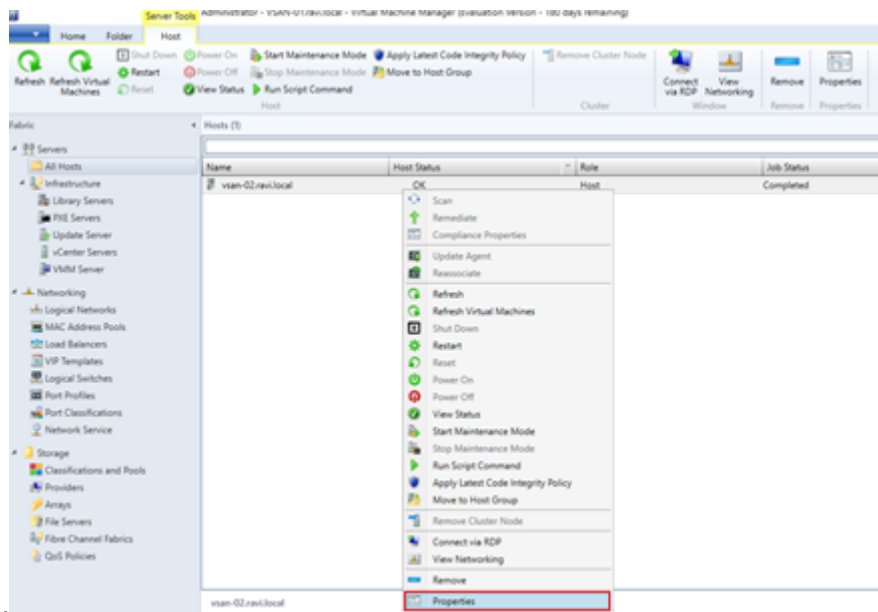 Server Tools Administrator - VSAN-01.ravi.local - Virtual Machine Manager (Evaluation Version - 180 days remaining)
Home Folder Host
Refresh
Refresh Virtual Machines
Shut Down
Restart
Reset
Power On
Power Off
View Status
Start Maintenance Mode
Stop Maintenance Mode
Run Script Command
Apply Latest Code Integrity Policy
Move to Host Group
Host
Remove Cluster Node
Cluster
Connect via RDP
View Networking
Window
Remove
Remove
Properties
Properties
Fabric
Servers
All Hosts
Infrastructure
Library Servers
PXE Servers
Update Server
vCenter Servers
VMM Server
Networking
Logical Networks
MAC Address Pools
Load Balancers
VIP Templates
Logical Switches
Port Profiles
Port Classifications
Network Service
Storage
Classifications and Pools
Providers
Arrays
File Servers
Fibre Channel Fabrics
QoS Policies
Hosts (1)
Name Host Status Role Job Status
vsan-02.ravi.local OK Host Completed
Scan
Remediate
Compliance Properties
Update Agent
Reassociate
Refresh
Refresh Virtual Machines
Shut Down
Restart
Reset
Power On
Power Off
View Status
Start Maintenance Mode
Stop Maintenance Mode
Run Script Command
Apply Latest Code Integrity Policy
Move to Host Group
Remove Cluster Node
Connect via RDP
View Networking
Remove
Properties
vsan-02.ravi.local